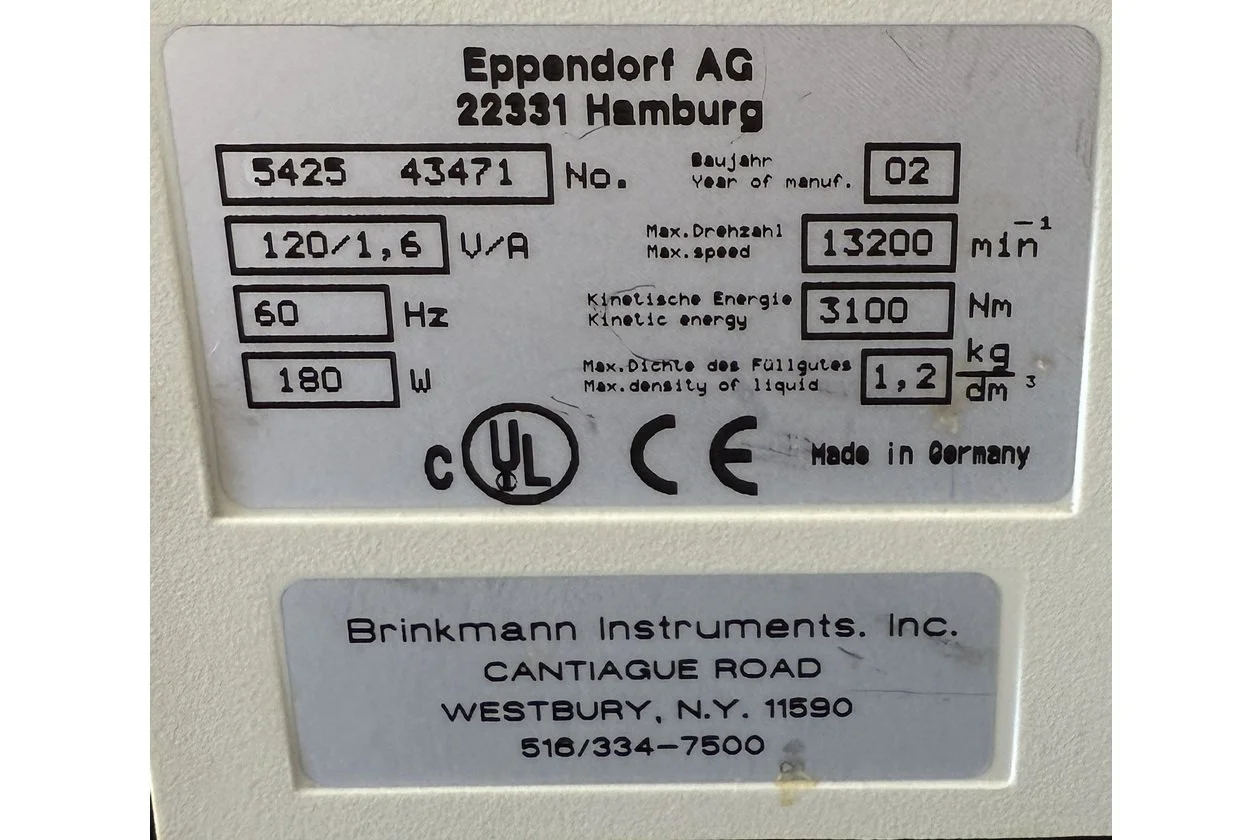 Eppendorf AG
22331 Hamburg
5425 43471 No.
Baujahr
Year of manuf. 02
120/1,6 V/A
Max.Drehzahl
Max.speed 13200 min⁻¹
60 Hz
Kinetische Energie
Kinetic energy 3100 Nm
180 W
Max.Dichte des Füllgutes
Max.density of liquid 1,2 kg/dm³
C UL CE Made in Germany
Brinkmann Instruments. Inc.
CANTIAGUE ROAD
WESTBURY, N.Y. 11590
516/334-7500